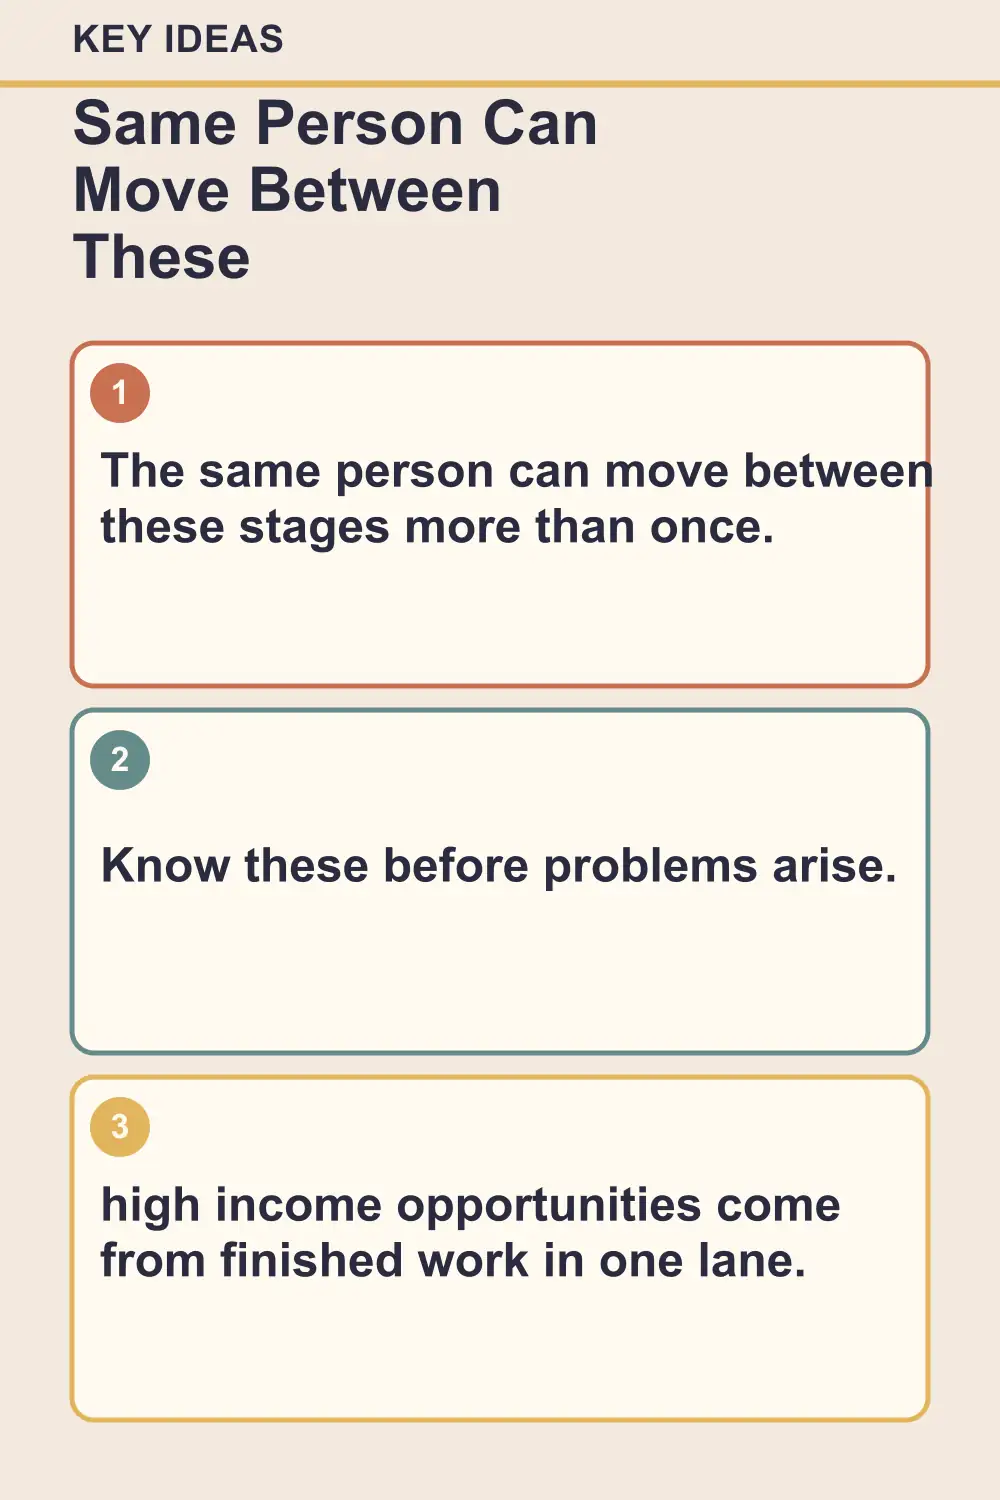 KEY IDEAS
Same Person Can
Move Between
These
1
The same person can move between
these stages more than once.
2
Know these before problems arise.
3
high income opportunities come
from finished work in one lane.